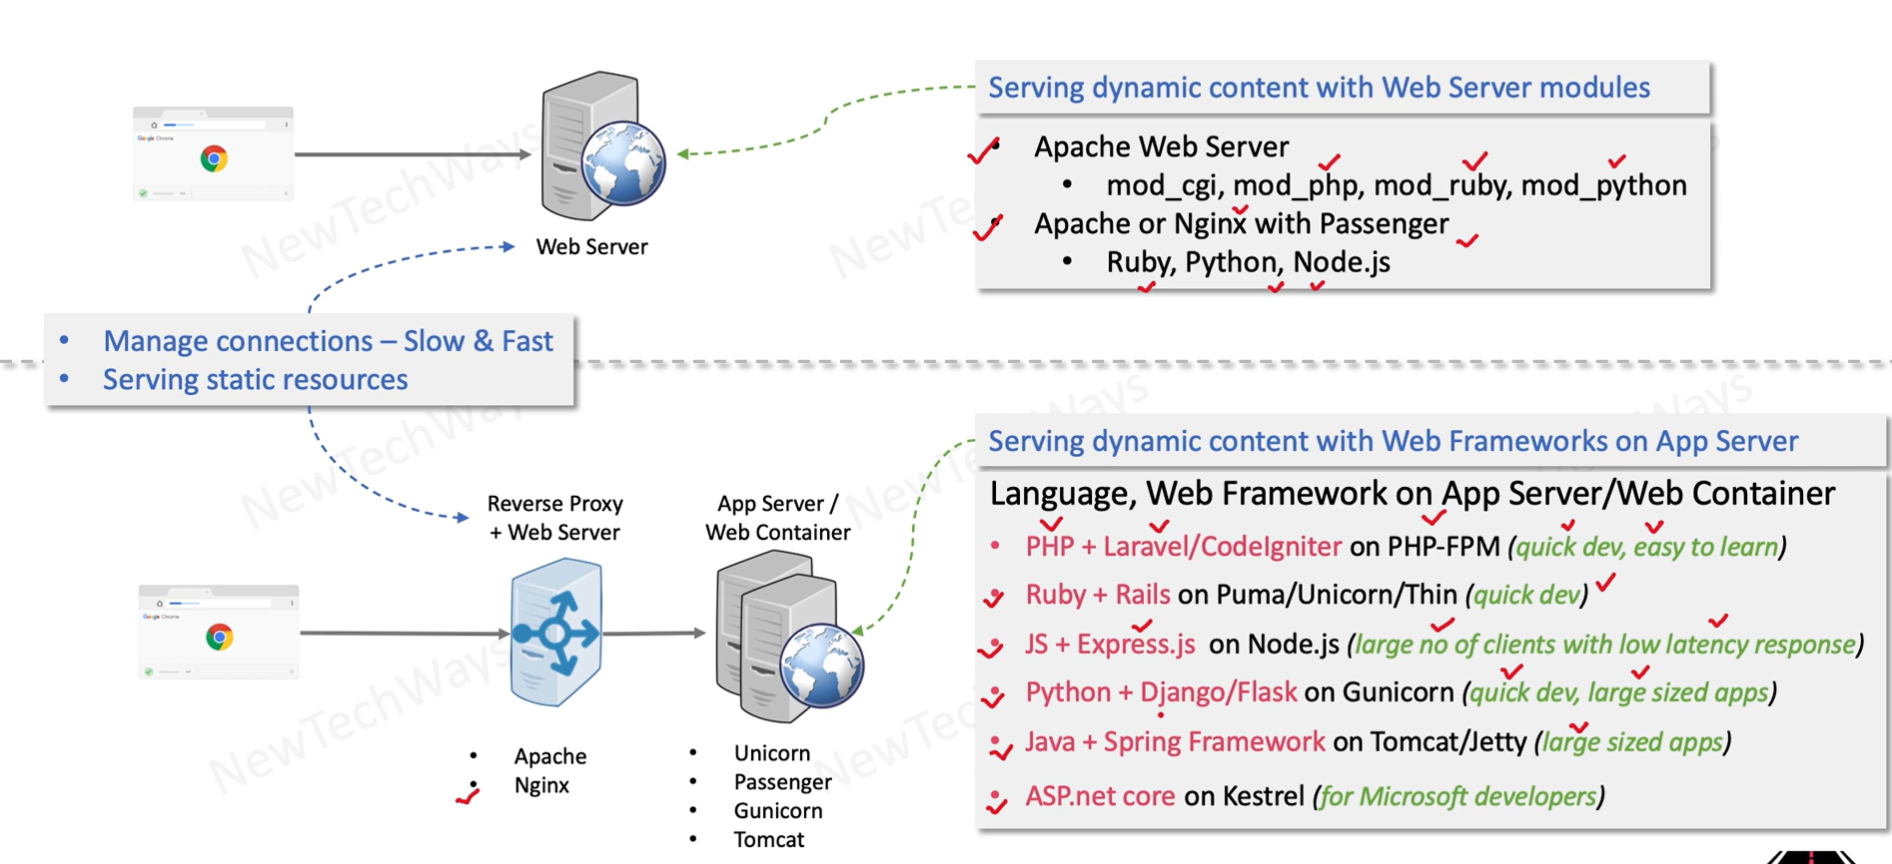 Serving dynamic content with Web Server modules
• Apache Web Server
• mod_cgi, mod_php, mod_ruby, mod_python
• Apache or Nginx with Passenger
• Ruby, Python, Node.js
Google Chrome
Web Server
• Manage connections – Slow & Fast
• Serving static resources
Serving dynamic content with Web Frameworks on App Server
Language, Web Framework on App Server/Web Container
• PHP + Laravel/CodeIgniter on PHP-FPM (quick dev, easy to learn)
• Ruby + Rails on Puma/Unicorn/Thin (quick dev)
• JS + Express.js on Node.js (large no of clients with low latency response)
• Python + Django/Flask on Gunicorn (quick dev, large sized apps)
• Java + Spring Framework on Tomcat/Jetty (large sized apps)
• ASP.net core on Kestrel (for Microsoft developers)
Reverse Proxy
+ Web Server
App Server /
Web Container
Google Chrome
• Apache
• Nginx
• Unicorn
• Passenger
• Gunicorn
• Tomcat
NewTechWays
NewTechWays
NewTechWays